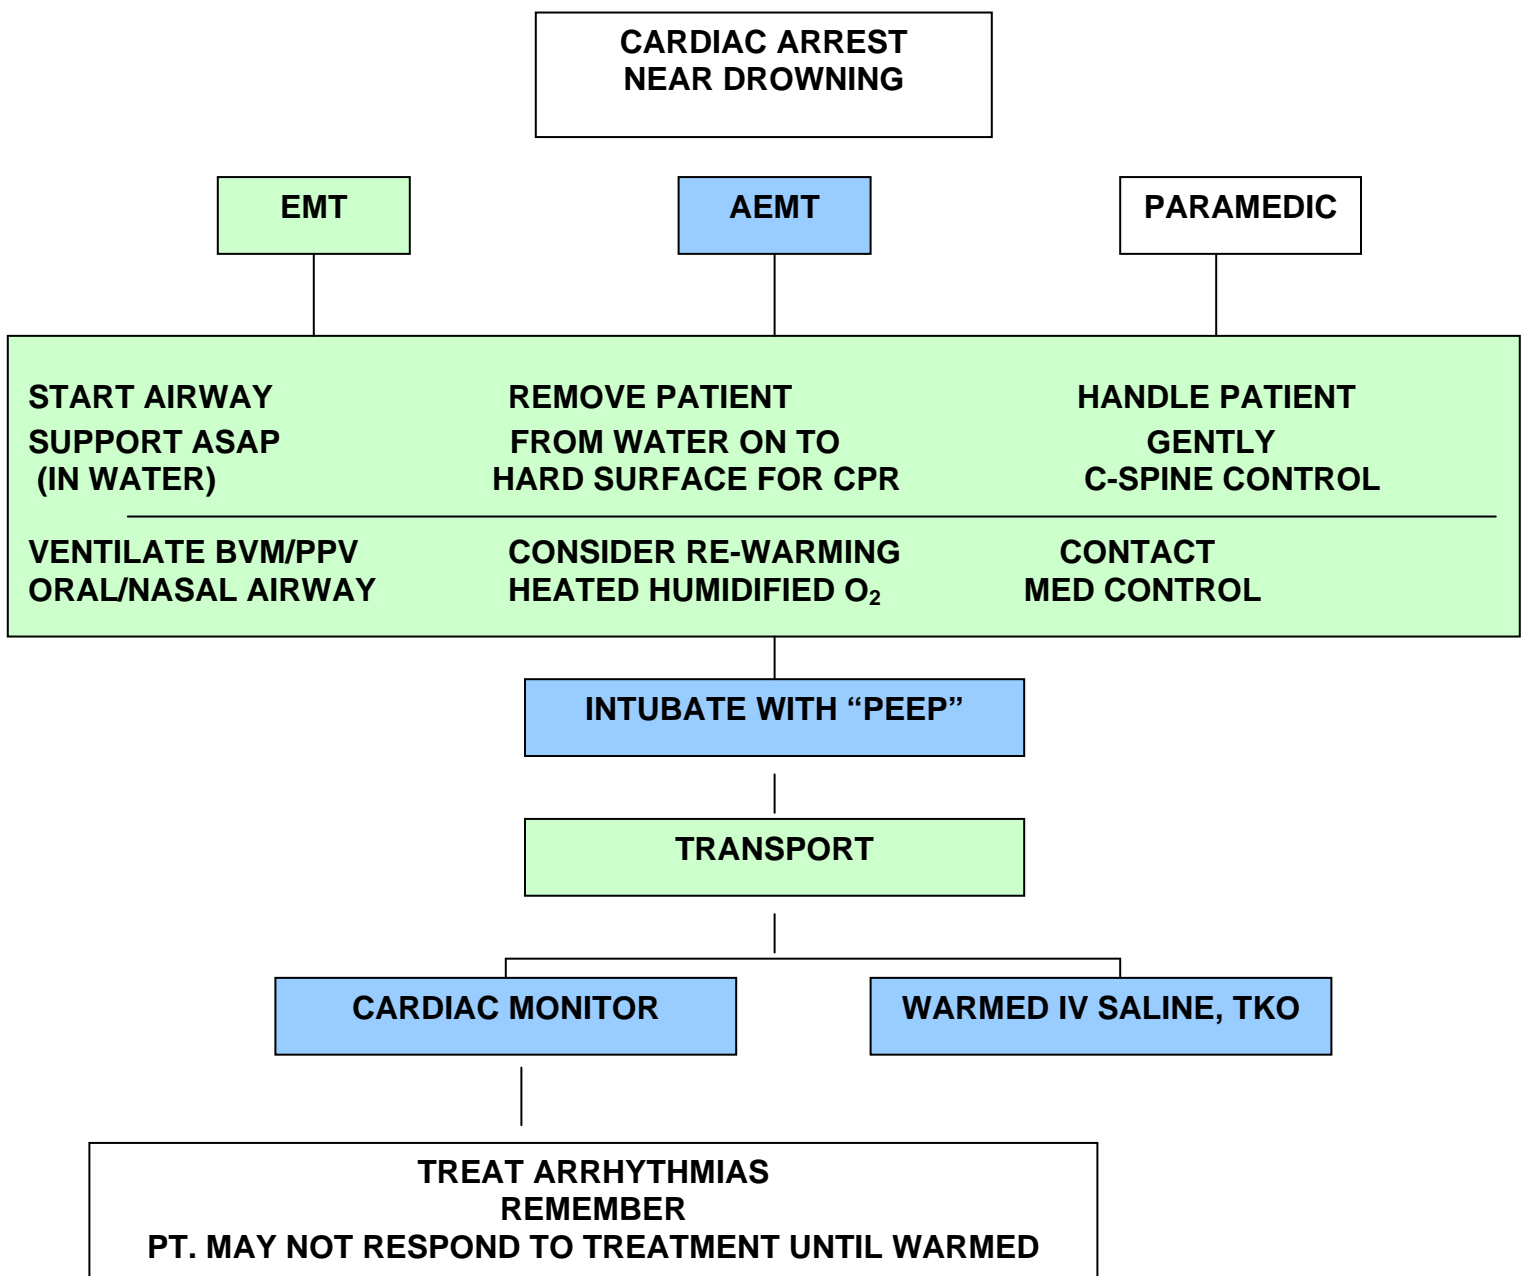 CARDIAC ARREST
NEAR DROWNING
EMT
AEMT
PARAMEDIC
START AIRWAY
SUPPORT ASAP
(IN WATER)
REMOVE PATIENT
FROM WATER ON TO
HARD SURFACE FOR CPR
HANDLE PATIENT
GENTLY
C-SPINE CONTROL
VENTILATE BVM/PPV
ORAL/NASAL AIRWAY
CONSIDER RE-WARMING
HEATED HUMIDIFIED O₂
CONTACT
MED CONTROL
INTUBATE WITH “PEEP”
TRANSPORT
CARDIAC MONITOR
WARMED IV SALINE, TKO
TREAT ARRHYTHMIAS
REMEMBER
PT. MAY NOT RESPOND TO TREATMENT UNTIL WARMED